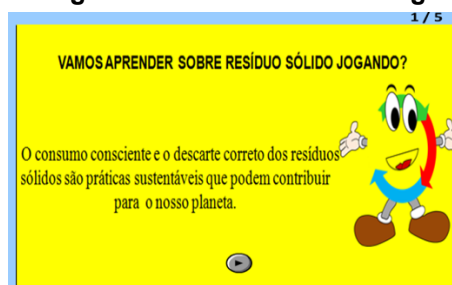 1 / 5
VAMOS APRENDER SOBRE RESÍDUO SÓLIDO JOGANDO?
O consumo consciente e o descarte correto dos resíduos
sólidos são práticas sustentáveis que podem contribuir
para o nosso planeta.